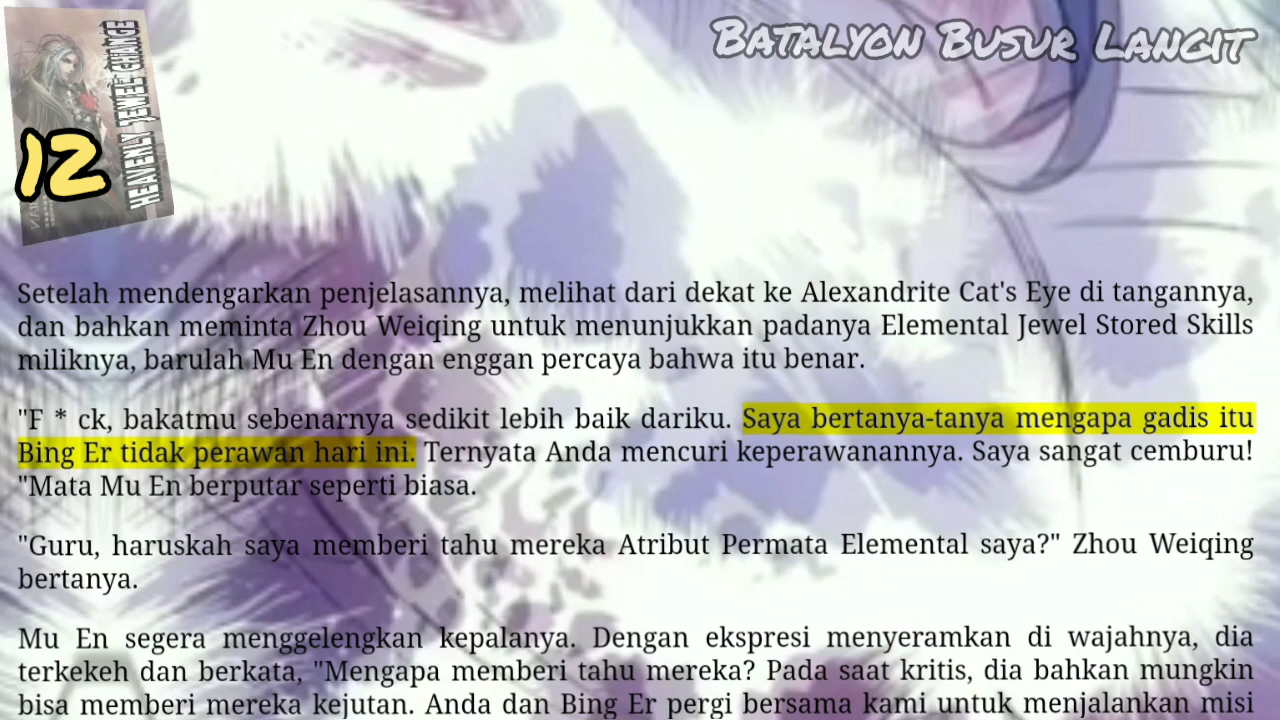 Batalyon Busur Langit
HEAVENLY JEWEL CHANGE
12
Setelah mendengarkan penjelasannya, melihat dari dekat ke Alexandrite Cat's Eye di tangannya,
dan bahkan meminta Zhou Weiqing untuk menunjukkan padanya Elemental Jewel Stored Skills
miliknya, barulah Mu En dengan enggan percaya bahwa itu benar.
"F * ck, bakatmu sebenarnya sedikit lebih baik dariku. Saya bertanya-tanya mengapa gadis itu
Bing Er tidak perawan hari ini. Ternyata Anda mencuri keperawanannya. Saya sangat cemburu!
"Mata Mu En berputar seperti biasa.
"Guru, haruskah saya memberi tahu mereka Atribut Permata Elemental saya?" Zhou Weiqing
bertanya.
Mu En segera menggelengkan kepalanya. Dengan ekspresi menyeramkan di wajahnya, dia
terkekeh dan berkata, "Mengapa memberi tahu mereka? Pada saat kritis, dia bahkan mungkin
bisa memberi mereka kejutan. Anda dan Bing Er pergi bersama kami untuk menjalankan misi